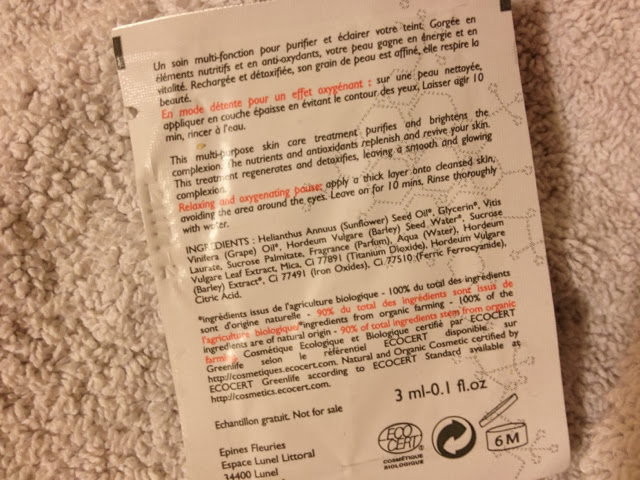 Un soin multi-fonction pour purifier et éclairer votre teint. Gorgée en
éléments nutritifs et en anti-oxydants, votre peau gagne en énergie et en
vitalité. Rechargée et détoxifiée, son grain de peau est affiné, elle respire la
beauté.
En mode détente pour un effet oxygénant : sur une peau nettoyée,
appliquer en couche épaisse en évitant le contour des yeux. Laisser agir 10
min, rincer à l'eau.
This multi-purpose skin care treatment purifies and brightens the
complexion. The nutrients and antioxidants replenish and revive your skin.
This treatment regenerates and detoxifies, leaving a smooth and glowing
complexion.
Relaxing and oxygenating pause: apply a thick layer onto cleansed skin,
avoiding the area around the eyes. Leave on for 10 mins. Rinse thoroughly
with water.
INGREDIENTS : Helianthus Annuus (Sunflower) Seed Oil*, Glycerin*, Vitis
Vinifera (Grape) Oil*, Hordeum Vulgare (Barley) Seed Water*, Sucrose
Laurate, Sucrose Palmitate, Fragrance (Parfum), Aqua (Water), Hordeum
Vulgare Leaf Extract, Mica, Ci 77891 (Titanium Dioxide), Hordeum Vulgare
(Barley) Extract*, Ci 77491 (Iron Oxides), Ci 77510 (Ferric Ferrocyanide),
Citric Acid.
*ingrédients issus de l'agriculture biologique - 100% du total des ingrédients
sont d'origine naturelle - 90% du total des ingrédients sont issus de
l'agriculture biologique *ingredients from organic farming - 100% of the
ingredients are of natural origin - 90% of total ingredients stem from organic
farming. Cosmétique Ecologique et Biologique certifié par ECOCERT
Greenlife selon le référentiel ECOCERT disponible sur
http://cosmetiques.ecocert.com. Natural and Organic Cosmetic certified by
ECOCERT Greenlife according to ECOCERT Standard available at
http://cosmetics.ecocert.com.
3 ml-0.1 fl.oz
Echantillon gratuit. Not for sale
Epines Fleuries
Espace Lunel Littoral
34400 Lunel
ECO
CERT®
COSMÉTIQUE
BIOLOGIQUE
6M